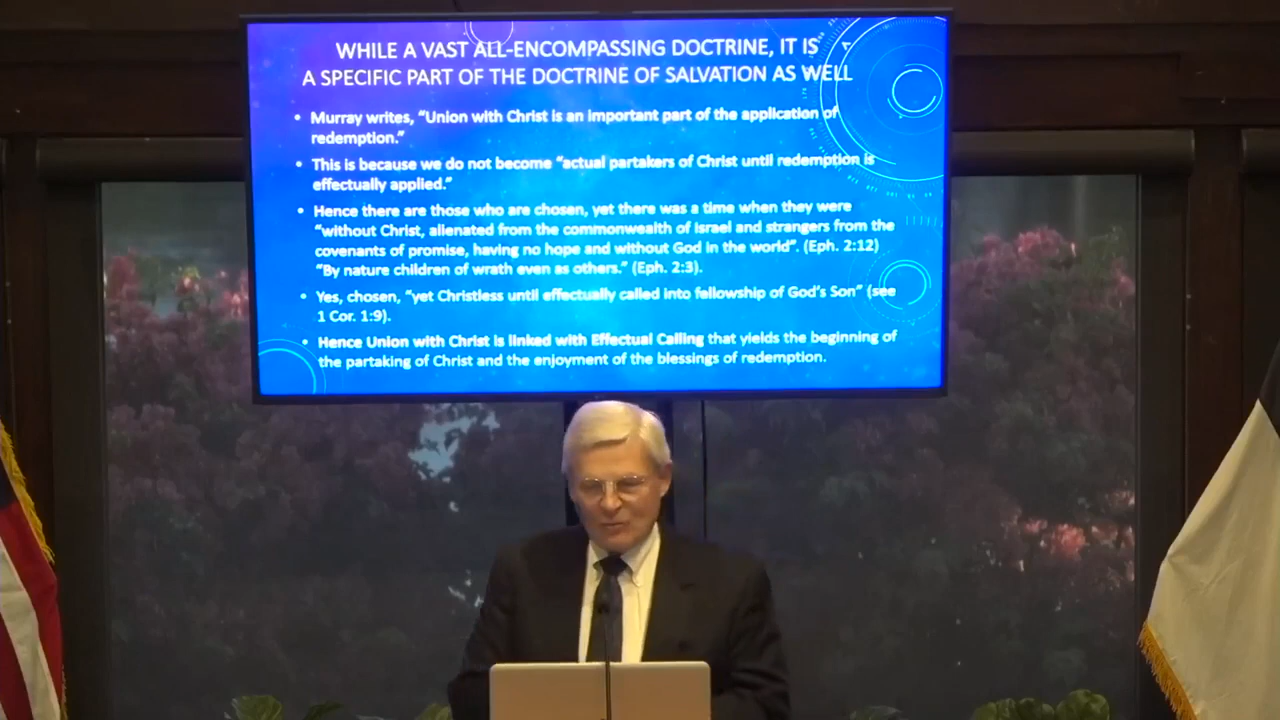 WHILE A VAST ALL-ENCOMPASSING DOCTRINE, IT IS
A SPECIFIC PART OF THE DOCTRINE OF SALVATION AS WELL
• Murray writes, “Union with Christ is an important part of the application of
redemption.”
• This is because we do not become “actual partakers of Christ until redemption is
effectually applied.”
• Hence there are those who are chosen, yet there was a time when they were
“without Christ, alienated from the commonwealth of Israel and strangers from the
covenants of promise, having no hope and without God in the world”. (Eph. 2:12)
“By nature children of wrath even as others.” (Eph. 2:3).
• Yes, chosen, “yet Christless until effectually called into fellowship of God’s Son” (see
1 Cor. 1:9).
• Hence Union with Christ is linked with Effectual Calling that yields the beginning of
the partaking of Christ and the enjoyment of the blessings of redemption.